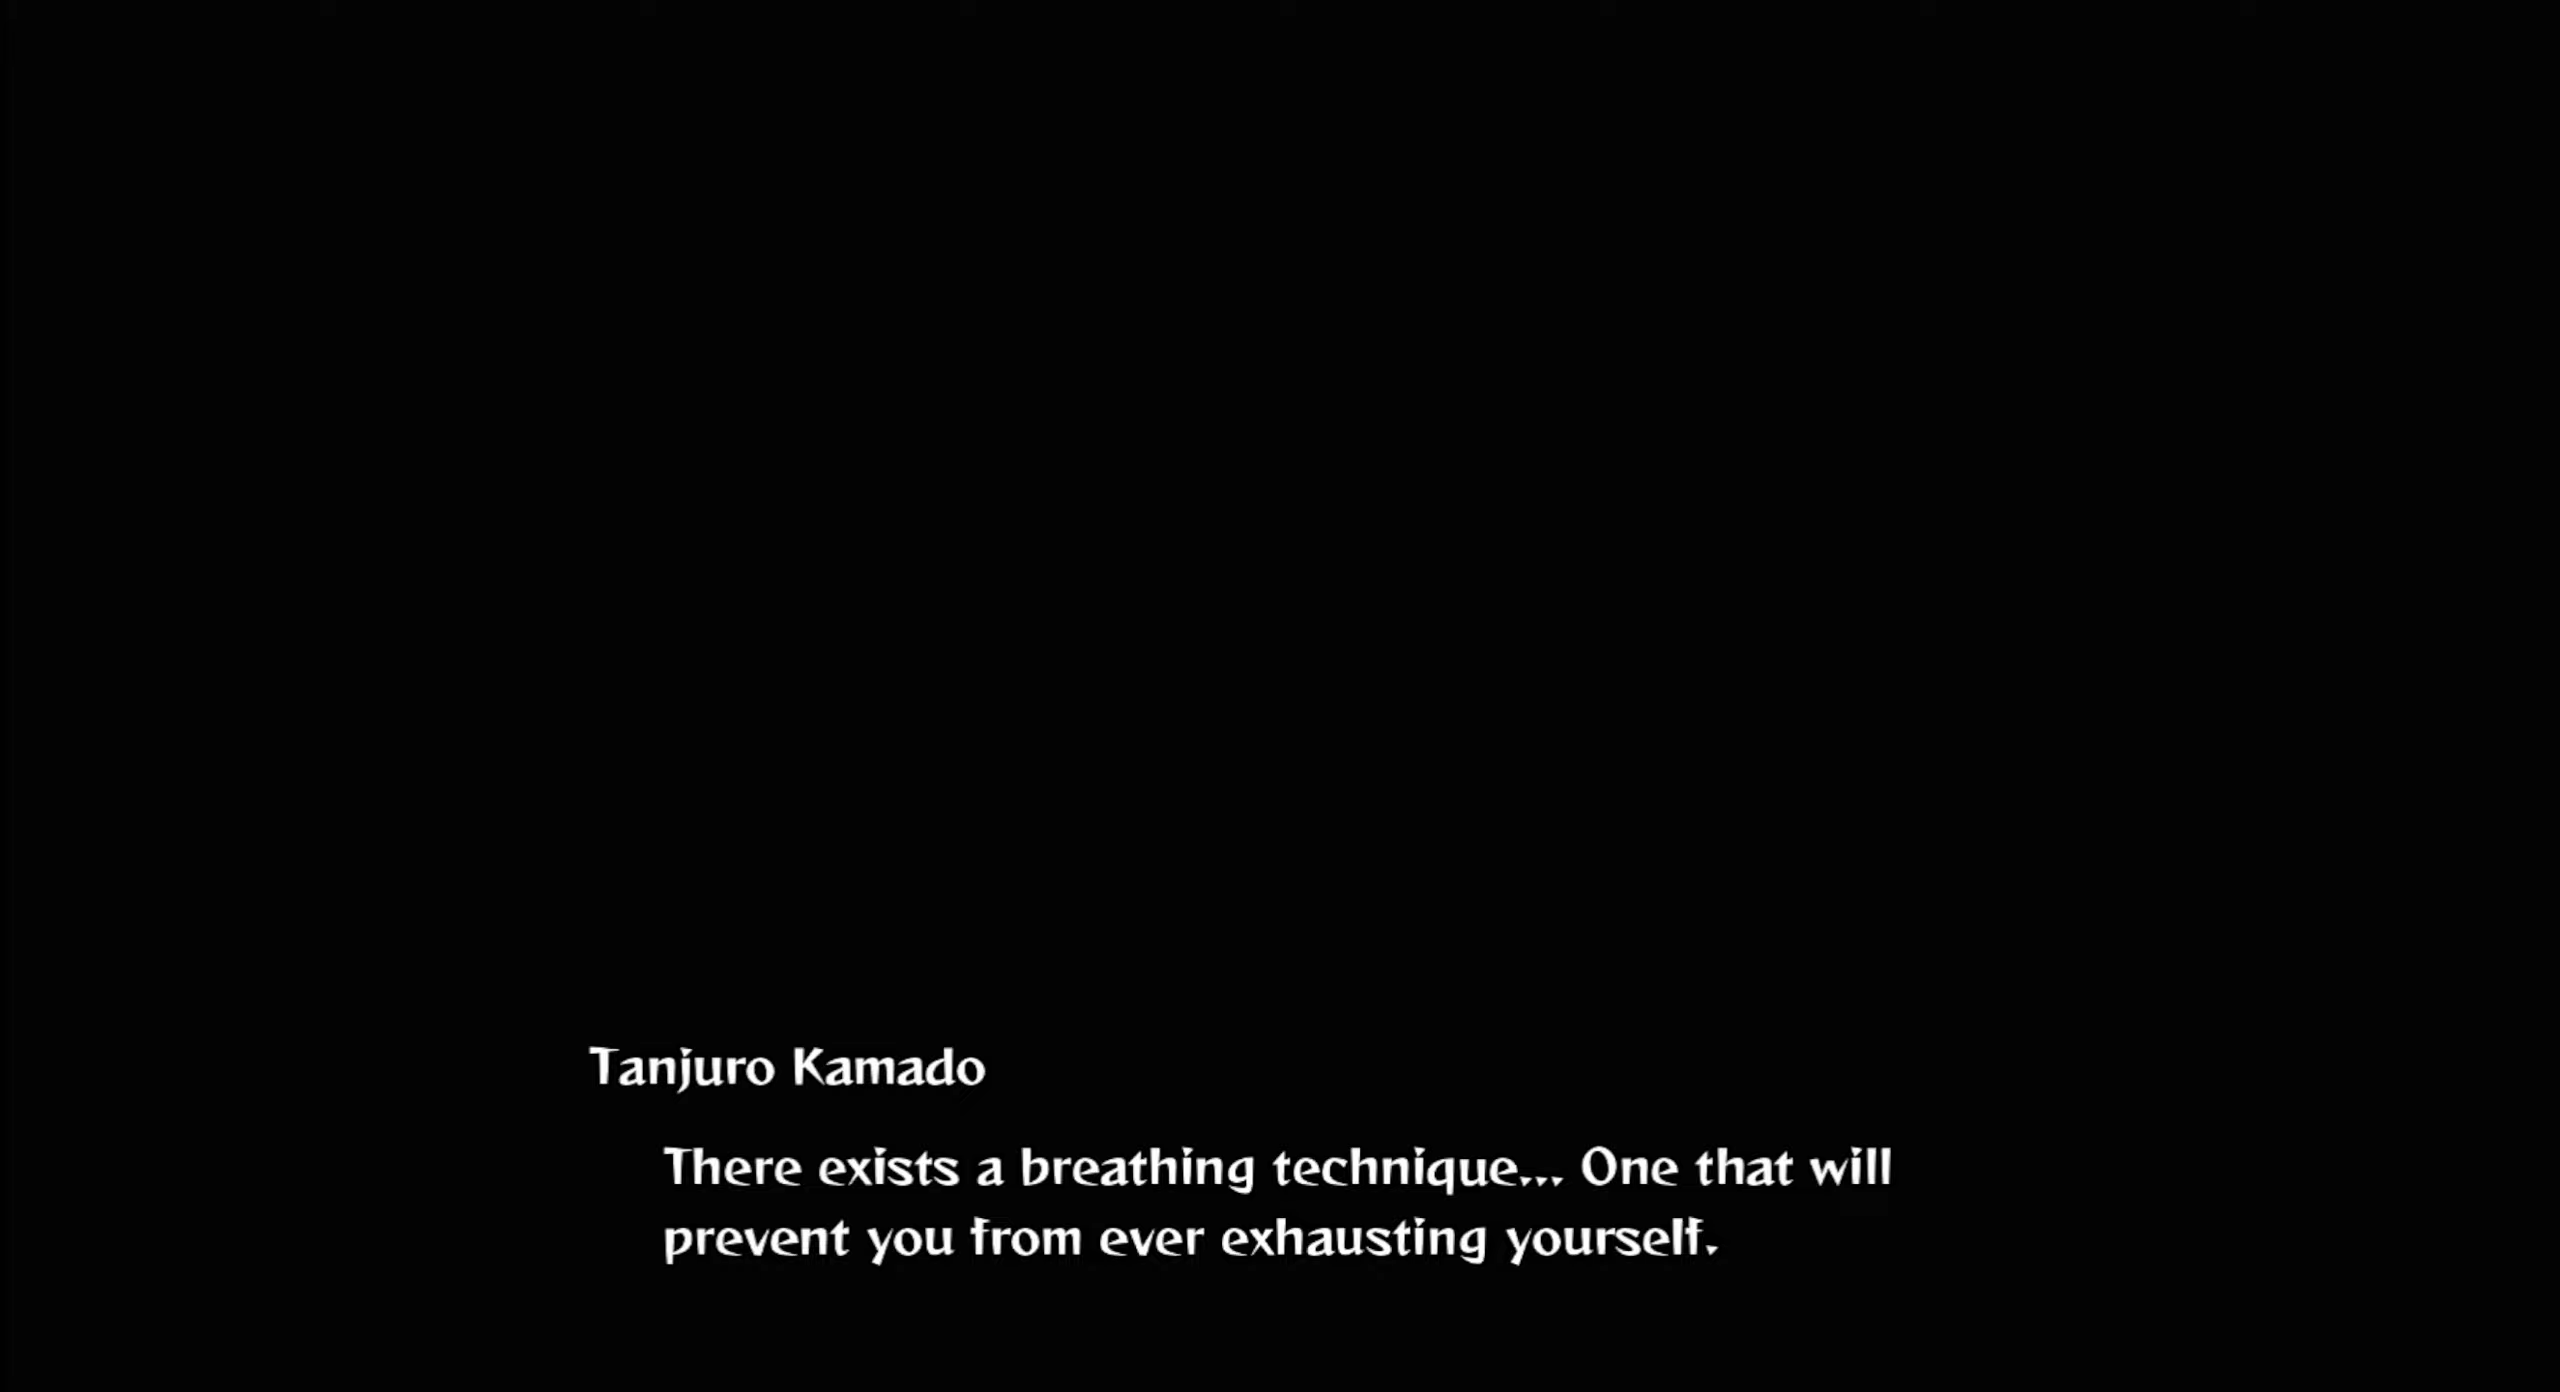 Tanjuro Kamado
There exists a breathing technique... One that will
prevent you from ever exhausting yourself.